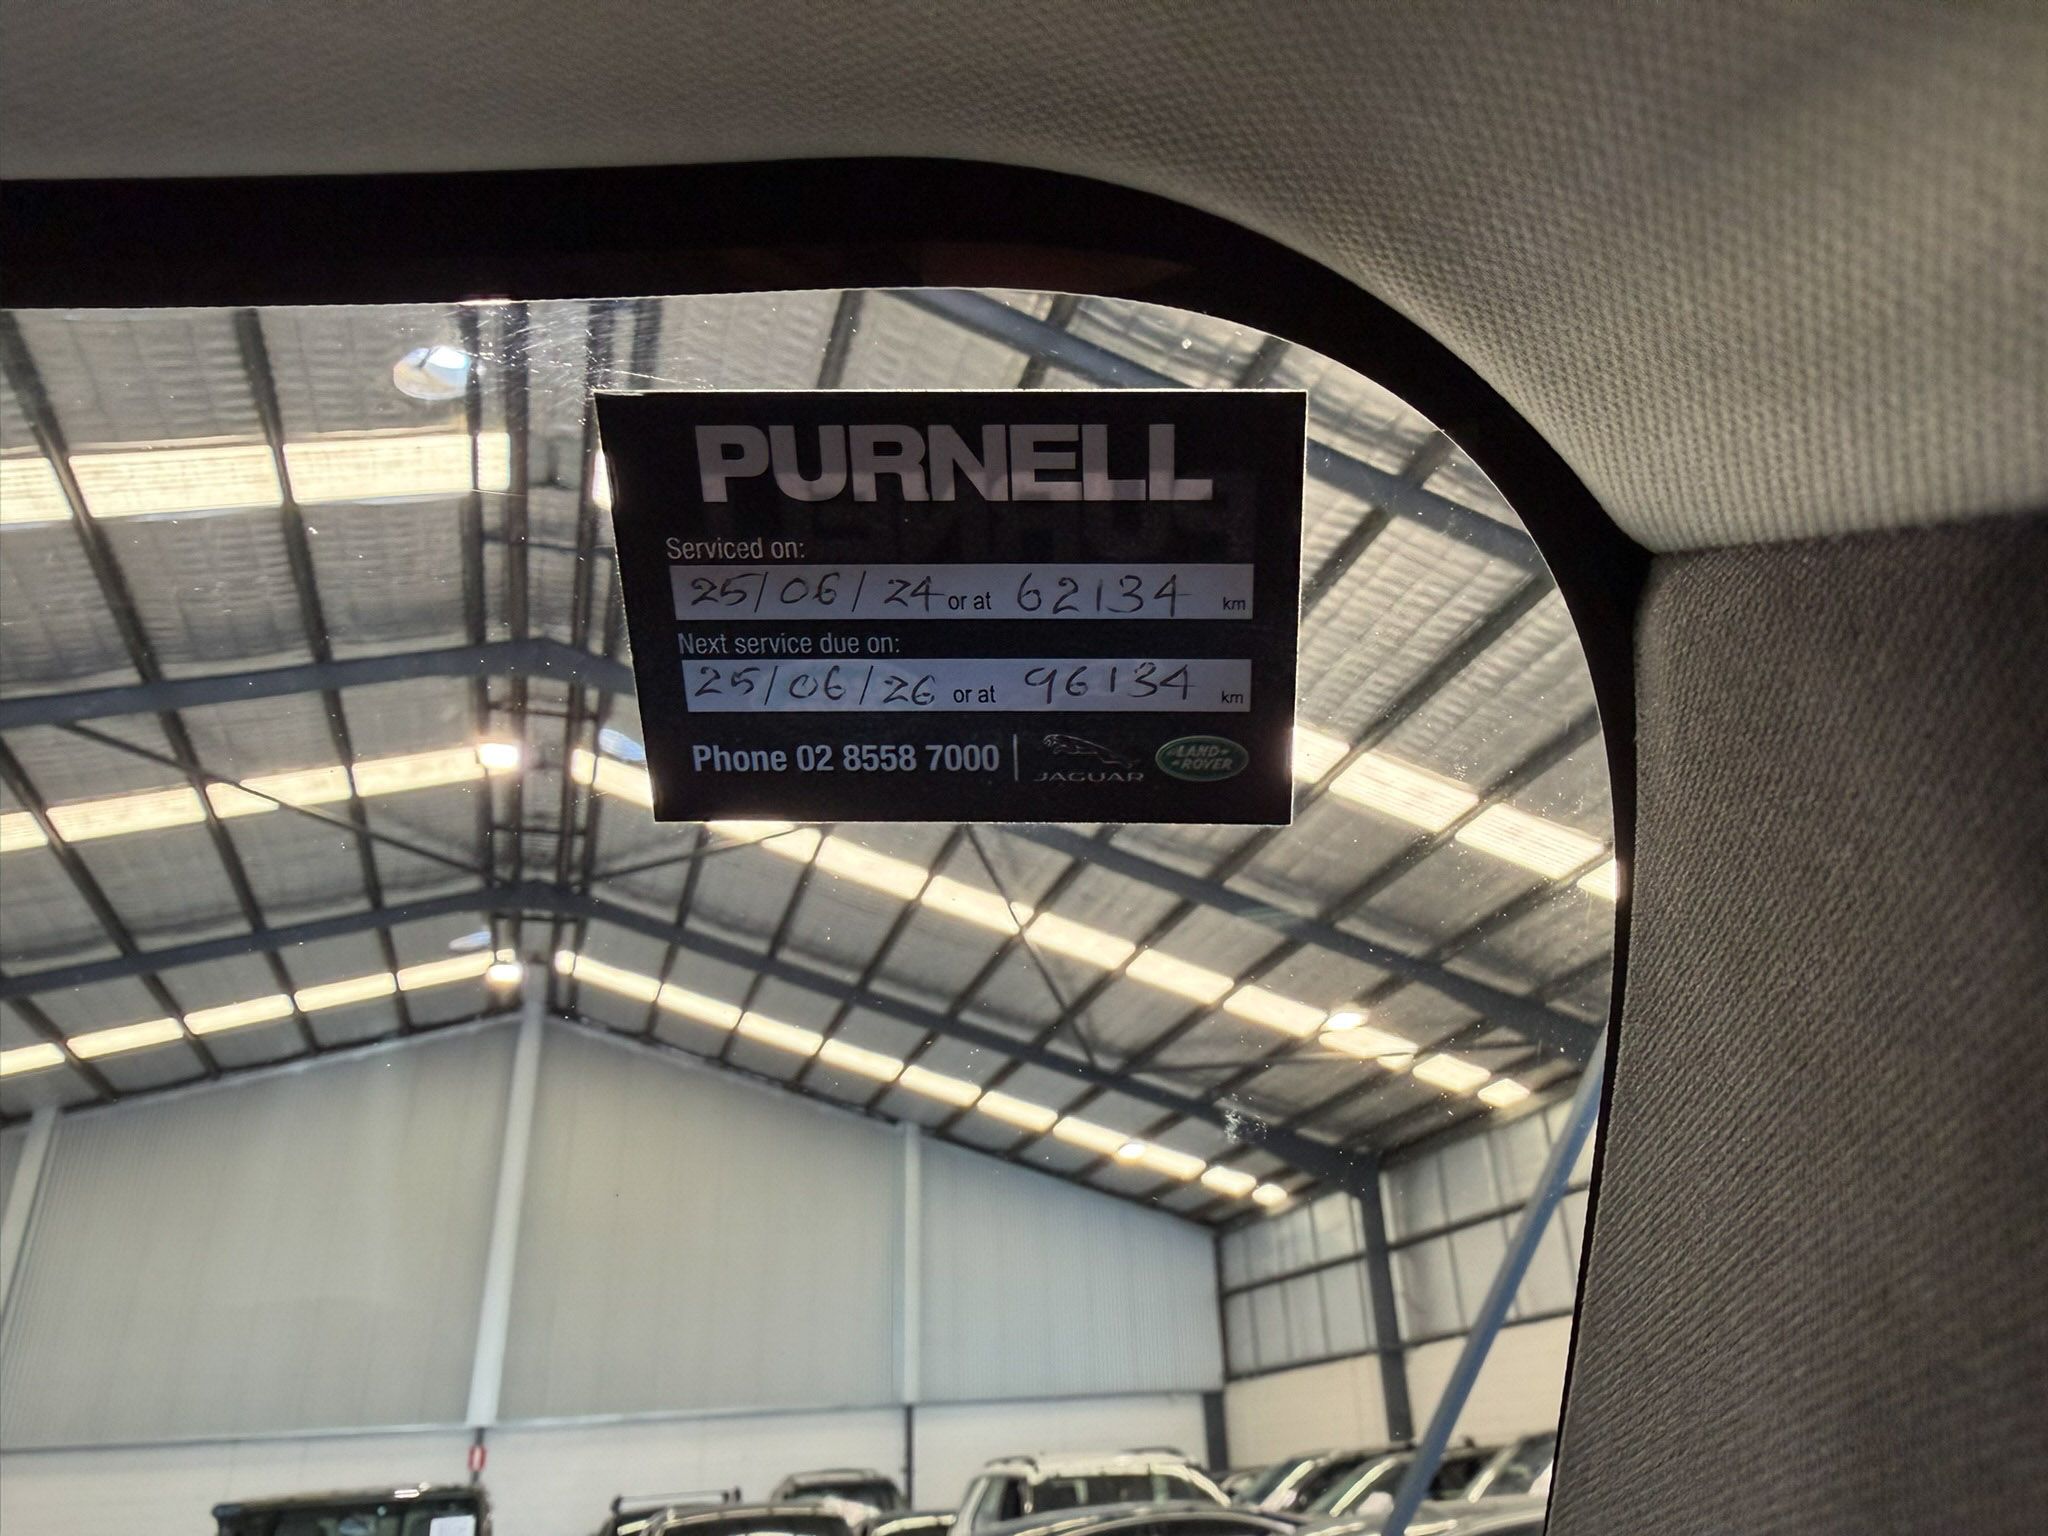 PURNELL
Serviced on:
25/06/24 or at 62134 km
Next service due on:
25/06/26 or at 96134 km
Phone 02 8558 7000 | JAGUAR LAND ROVER